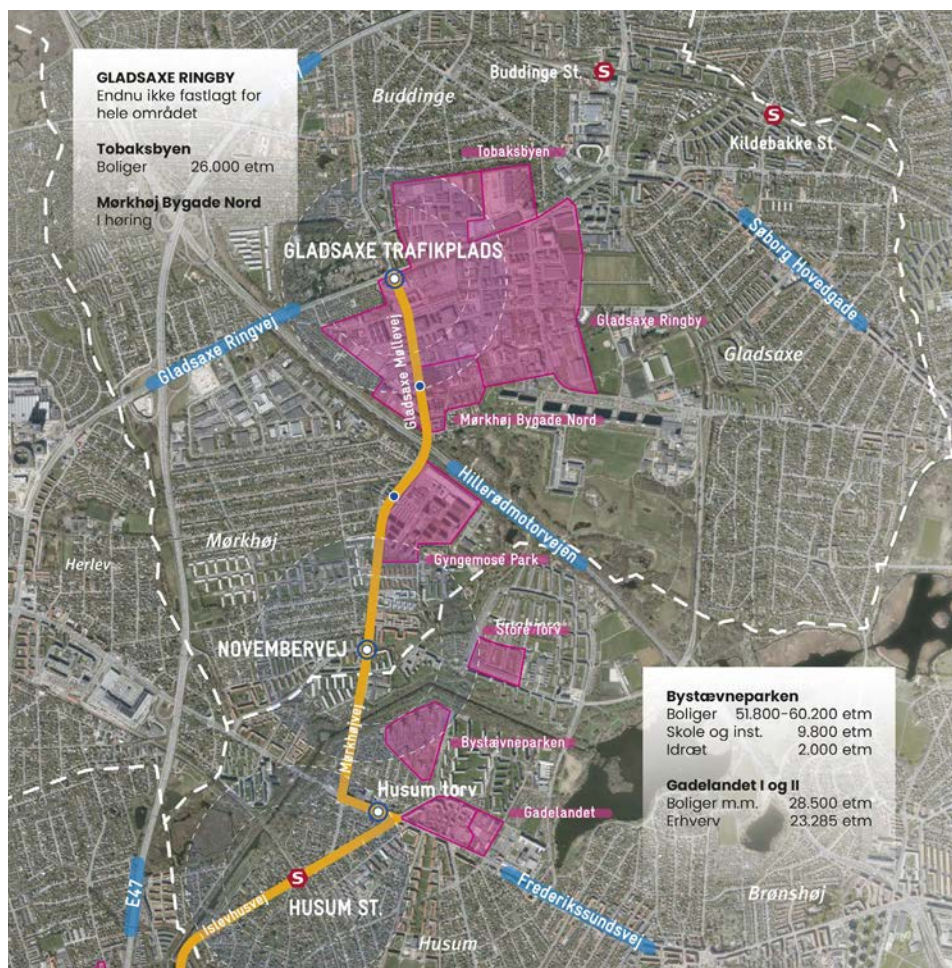 GLADSAXE RINGBY
Endnu ikke fastlagt for
hele området
Tobaksbyen
Boliger 26.000 etm
Mørkhøj Bygade Nord
I høring
Buddinge
Buddinge St.
S
S
Kildebakke St.
Tobaksbyen
Søborg Hovedgade
GLADSAXE TRAFIKPLADS
Gladsaxe Ringvej
Gladsaxe Møllevej
Gladsaxe Ringby
Gladsaxe
Mørkhøj Bygade Nord
Hillerødmotorvejen
Mørkhøj
Herlev
Gyngemose Park
NOVEMBERVEJ
Store Torv
Mørkhøjvej
Bystævneparken
Husum torv
Gadelandet
Bystævneparken
Boliger 51.800-60.200 etm
Skole og inst. 9.800 etm
Idræt 2.000 etm
Gadelandet I og II
Boliger m.m. 28.500 etm
Erhverv 23.285 etm
E47
Islevhusvej
S
HUSUM ST.
Husum
Frederikssundsvej
Brønshøj